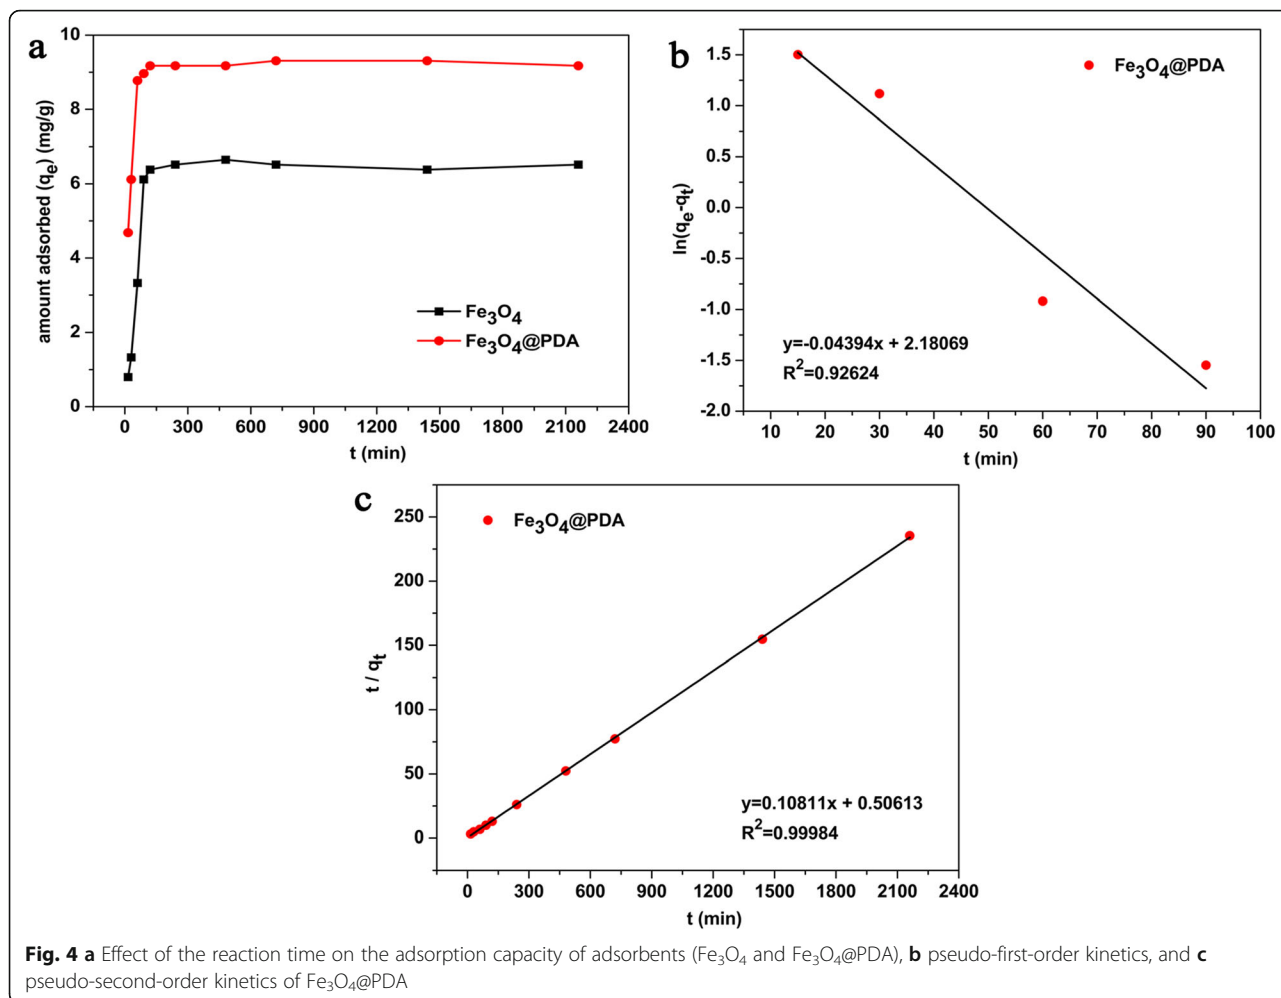 a
10
8
6
4
2
0
amount adsorbed (qe) (mg/g)
Fe3O4
Fe3O4@PDA
0 300 600 900 1200 1500 1800 2100 2400
t (min)
b
1.5
1.0
0.5
0.0
-0.5
-1.0
-1.5
-2.0
ln(qe-qt)
Fe3O4@PDA
y=-0.04394x + 2.18069
R2=0.92624
10 20 30 40 50 60 70 80 90 100
t (min)
c
250
200
150
100
50
0
t / qt
Fe3O4@PDA
y=0.10811x + 0.50613
R2=0.99984
0 300 600 900 1200 1500 1800 2100 2400
t (min)
Fig. 4 a Effect of the reaction time on the adsorption capacity of adsorbents (Fe3O4 and Fe3O4@PDA), b pseudo-first-order kinetics, and c
pseudo-second-order kinetics of Fe3O4@PDA